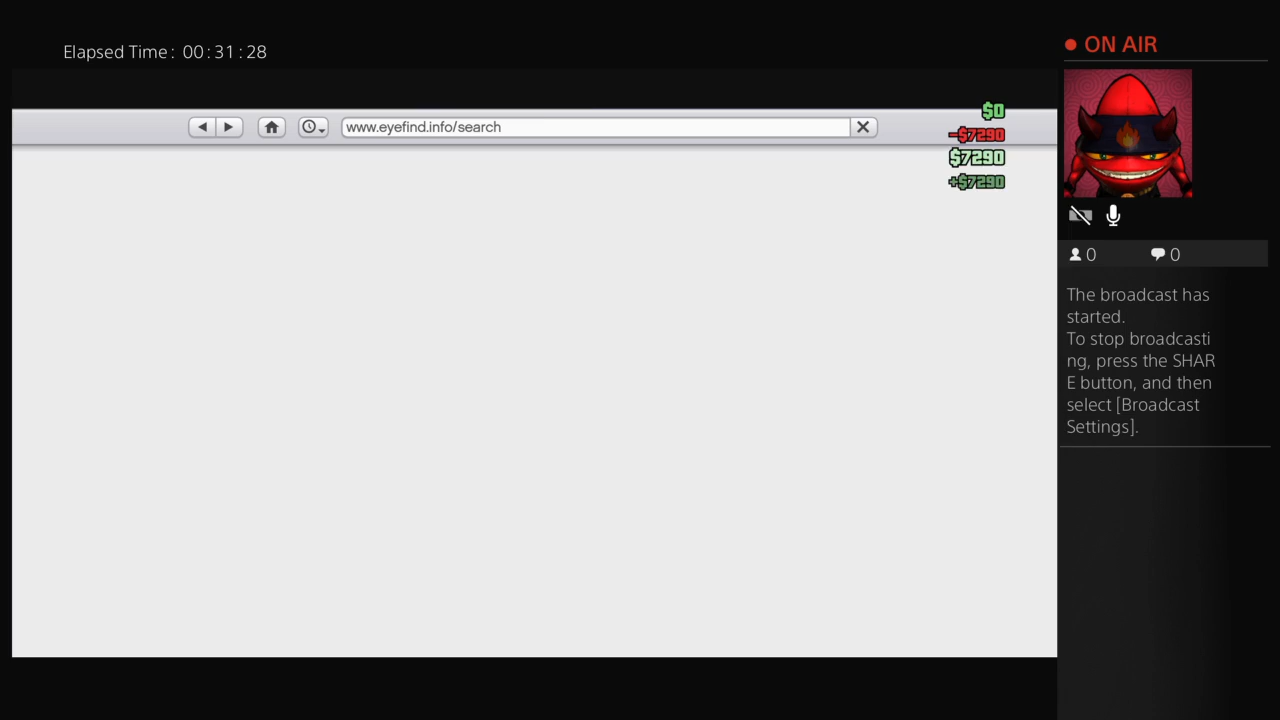 Elapsed Time: 00:31:28
ON AIR
www.eyefind.info/search
$0
-$7290
$7290
+$7290
0
0
The broadcast has
started.
To stop broadcasti
ng, press the SHAR
E button, and then
select [Broadcast
Settings].